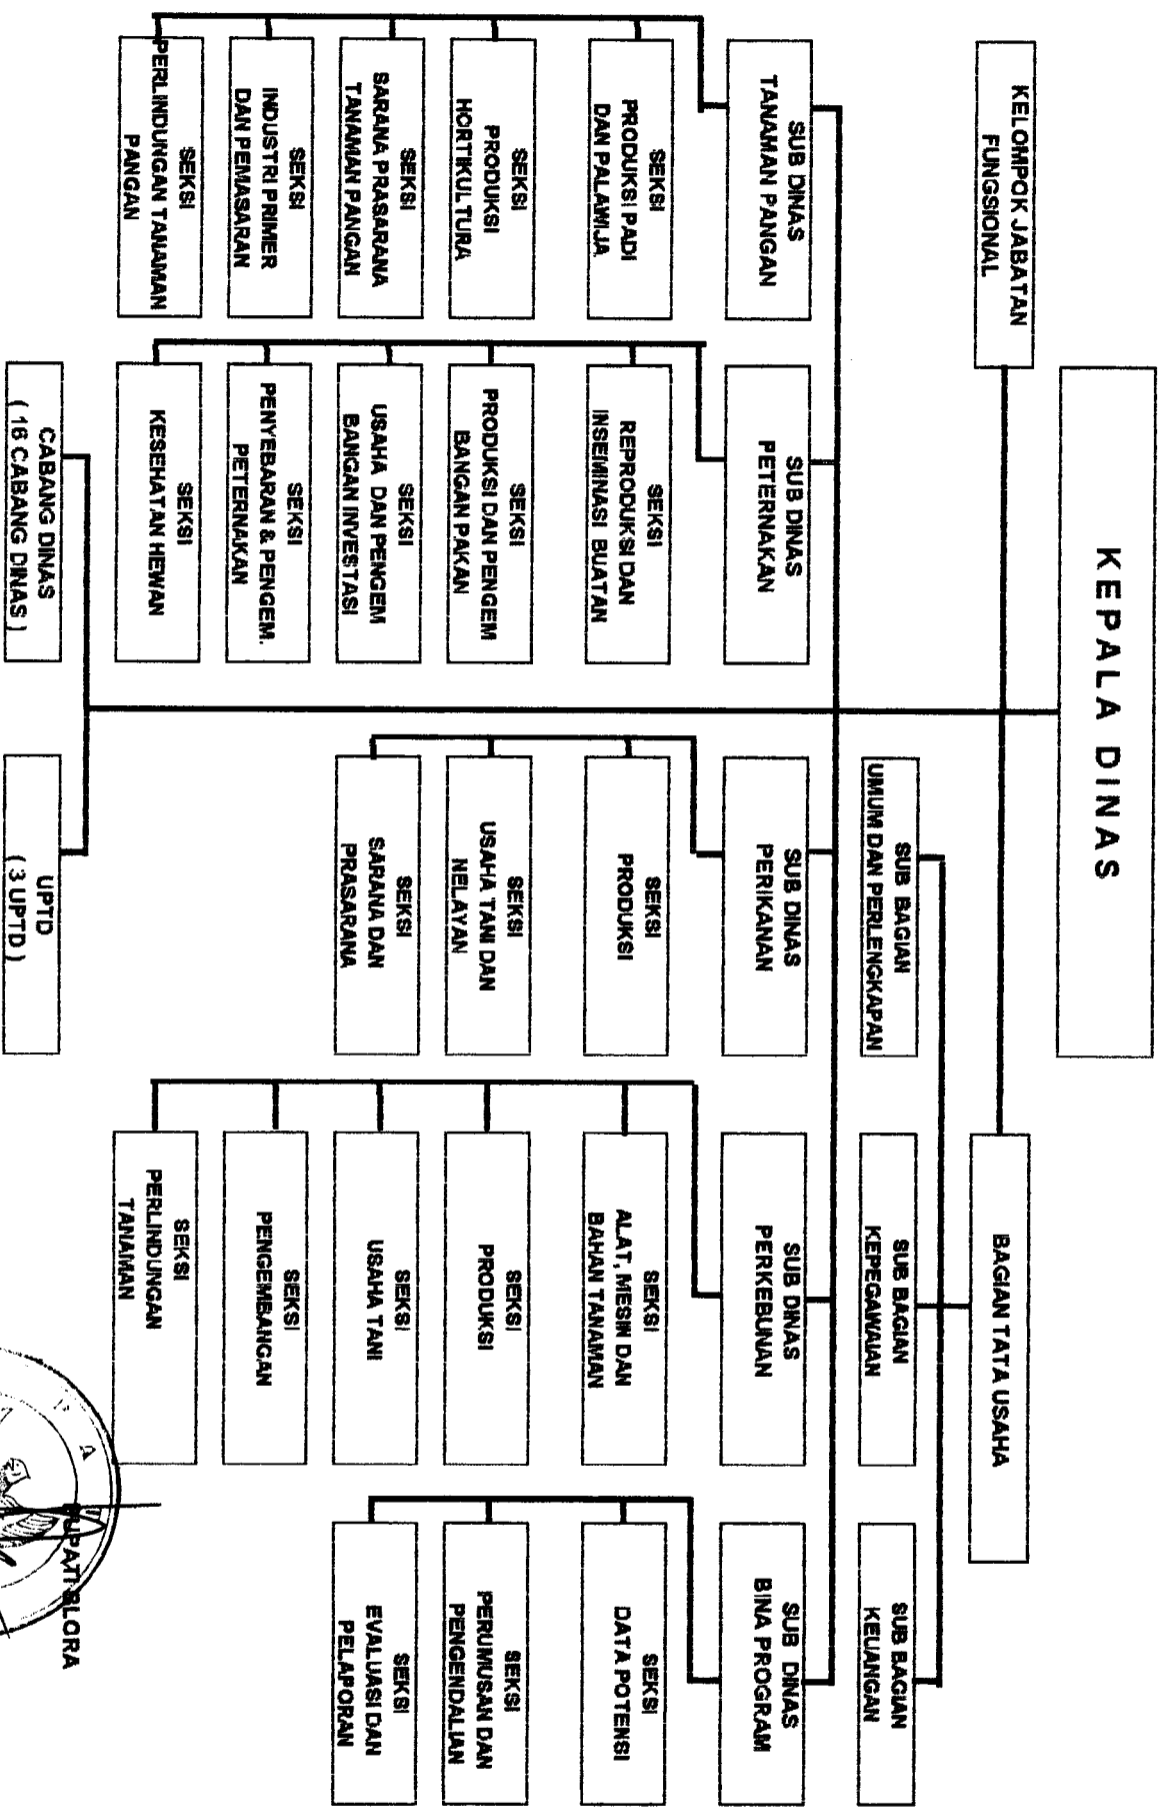 KEPALA DINAS
KELOMPOK JABATAN
FUNGSIONAL
BAGIAN TATA USAHA
SUB BAGIAN
UMUM DAN PERLENGKAPAN
SUB BAGIAN
KEPEGAWAIAN
SUB BAGIAN
KEUANGAN
SUB DINAS
TANAMAN PANGAN
SEKSI
PRODUKSI PADI
DAN PALAWIJA
SEKSI
PRODUKSI
HORTIKULTURA
SEKSI
SARANA PRASARANA
TANAMAN PANGAN
SEKSI
INDUSTRI PRIMER
DAN PEMASARAN
SEKSI
PERLINDUNGAN TANAMAN
PANGAN
SUB DINAS
PETERNAKAN
SEKSI
REPRODUKSI DAN
INSEMINASI BUATAN
SEKSI
PRODUKSI DAN PENGEM
BANGAN PAKAN
SEKSI
USAHA DAN PENGEM
BANGAN INVESTASI
SEKSI
PENYEBARAN & PENGEM.
PETERNAKAN
SEKSI
KESEHATAN HEWAN
SUB DINAS
PERIKANAN
SEKSI
PRODUKSI
SEKSI
USAHA TANI DAN
NELAYAN
SEKSI
SARANA DAN
PRASARANA
SUB DINAS
PERKEBUNAN
SEKSI
ALAT, MESIN DAN
BAHAN TANAMAN
SEKSI
PRODUKSI
SEKSI
USAHA TANI
SEKSI
PENGEMBANGAN
SEKSI
PERLINDUNGAN
TANAMAN
SUB DINAS
BINA PROGRAM
SEKSI
DATA POTENSI
SEKSI
PERUMUSAN DAN
PENGENDALIAN
SEKSI
EVALUASI DAN
PELAPORAN
CABANG DINAS
( 16 CABANG DINAS )
UPTD
( 3 UPTD )
BUPATI BLORA